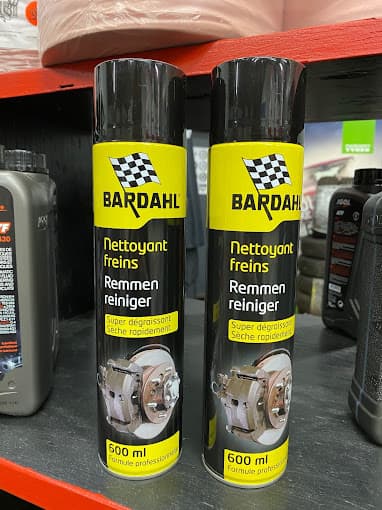 BARDAHL
Nettoyant
freins
Remmen
reiniger
Super dégraissant
Sèche rapidement
600 ml
Formule professionnelle
BARDAHL
Nettoyant
freins
Remmen
reiniger
Super dégraissant
Sèche rapidement
600 ml
Formule professionnelle